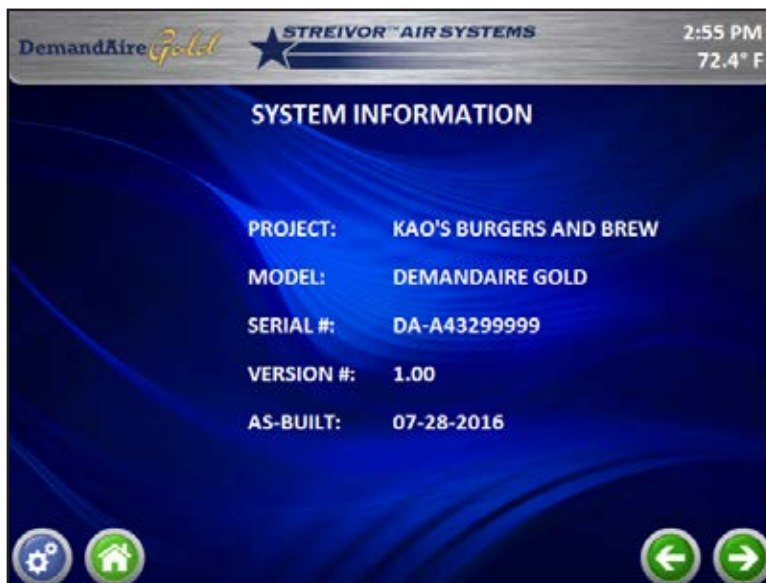 DemandAire Gold
STREIVOR™ AIR SYSTEMS
2:55 PM
72.4° F
SYSTEM INFORMATION
PROJECT: KAO'S BURGERS AND BREW
MODEL: DEMANDAIRE GOLD
SERIAL #: DA-A43299999
VERSION #: 1.00
AS-BUILT: 07-28-2016